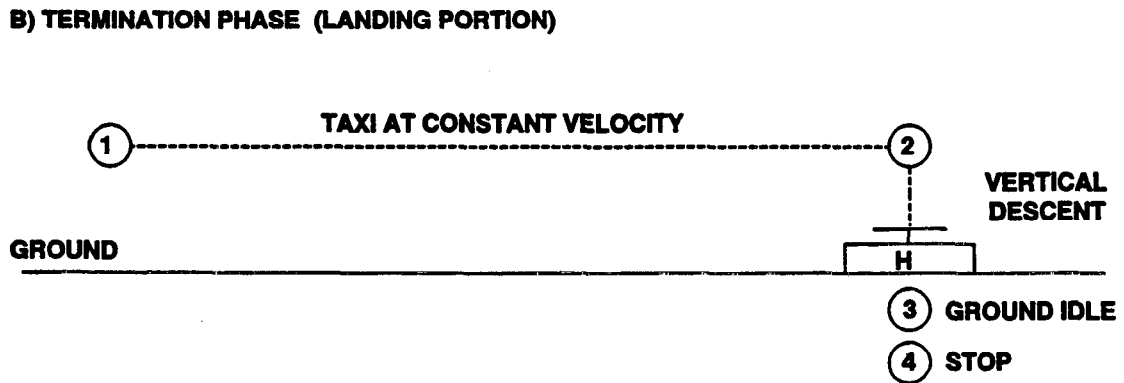 B) TERMINATION PHASE (LANDING PORTION)
TAXI AT CONSTANT VELOCITY
1
2
VERTICAL
DESCENT
GROUND
H
3 GROUND IDLE
4 STOP